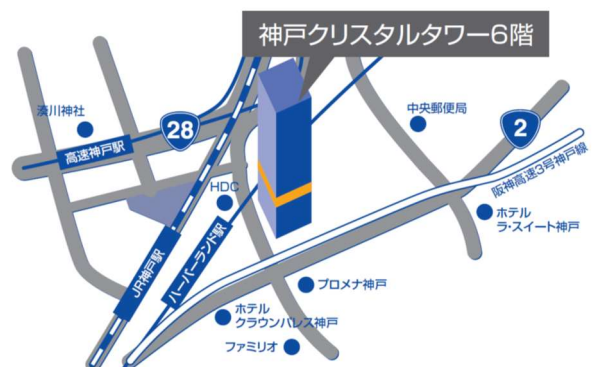 神戸クリスタルタワー6階
湊川神社
28
高速神戸駅
中央郵便局
2
阪神高速3号神戸線
HDC
ホテル
ラ・スイート神戸
JR神戸駅
ハーバーランド駅
プロメナ神戸
ホテル
クラウンパレス神戸
ファミリオ